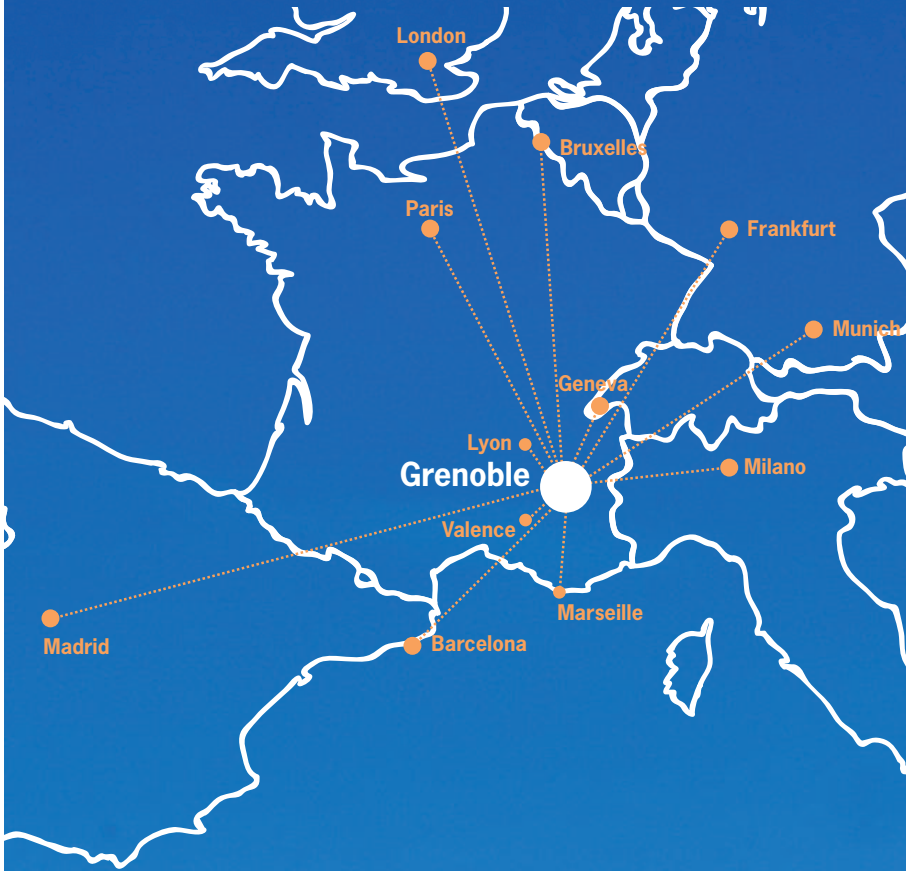 London
Bruxelles
Paris
Frankfurt
Munich
Geneva
Lyon
Grenoble
Milano
Valence
Marseille
Madrid
Barcelona